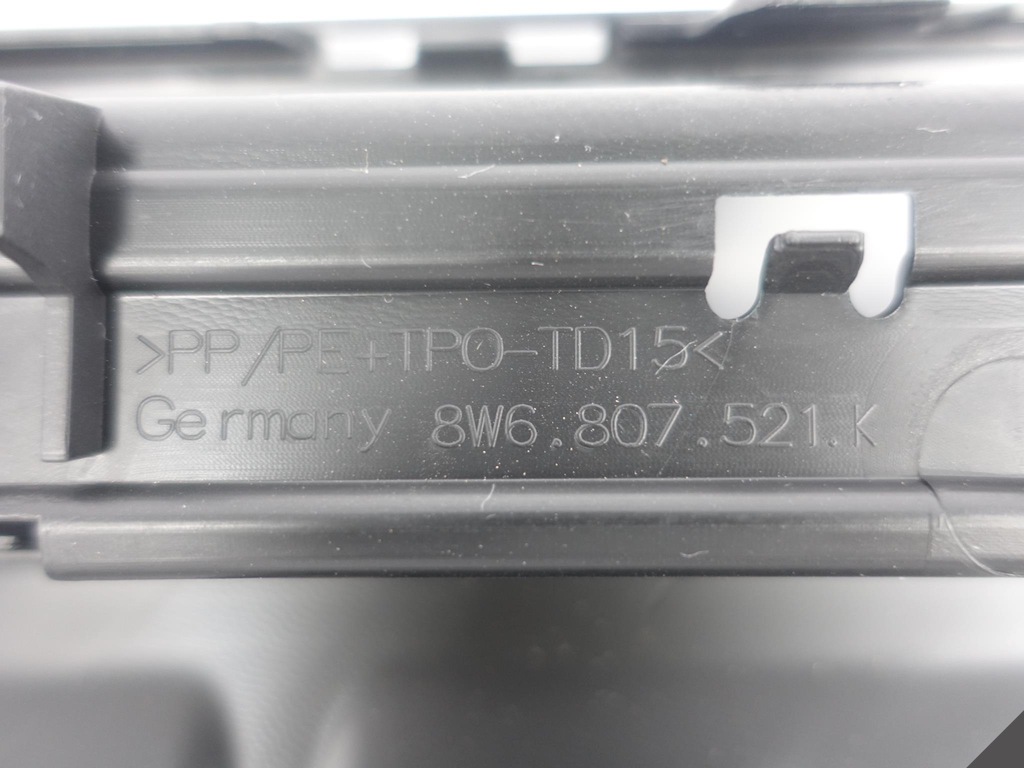 >PP/PE+TPO-TD15<
Germany 8W6.807.521.K